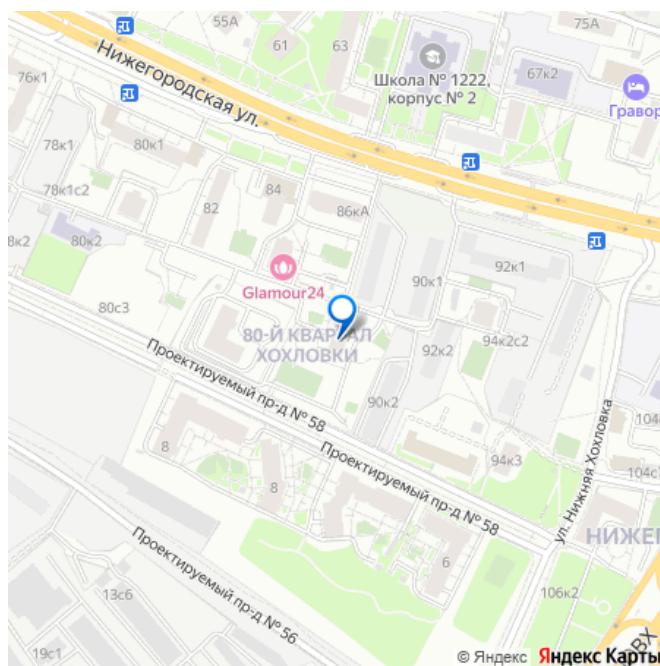 55А
75А
61
63
Школа № 1222,
корпус № 2
67к2
Гравор
Нижегородская ул.
76к1
78к1
80к1
78к1с2
84
82
86кА
8к2
80к2
Glamour24
90к1
92к1
80с3
80-Й КВАРТАЛ
ХОХЛОВКИ
94к2с2
92к2
Проектируемый пр-д № 58
90к2
104с
94к3
104с
8
8
Проектируемый пр-д № 58
ул. Нижняя Хохловка
НИЖЕГ
Проектируемый пр-д № 56
6
13с6
106к2
19с1
ТВХ
© Яндекс Яндекс Карты